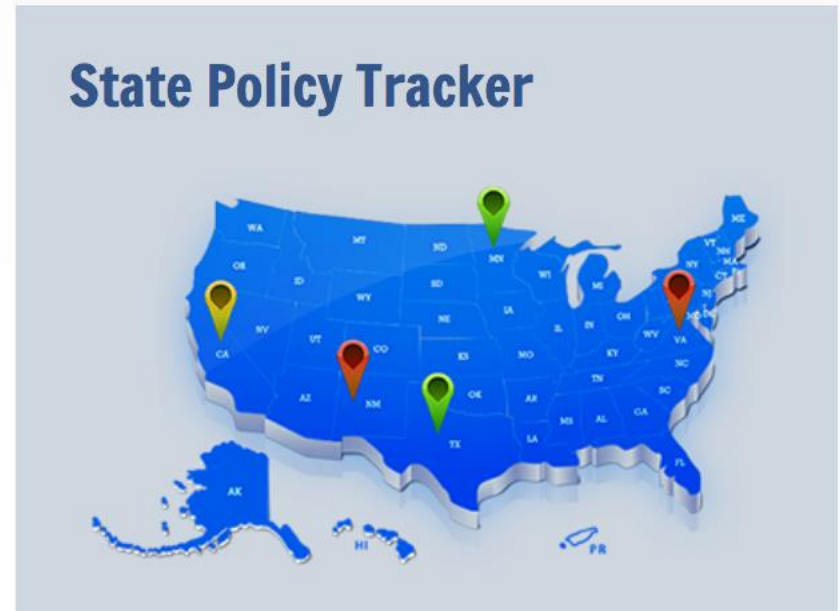 State Policy Tracker
WA
MT
ND
MN
OR
ID
WY
SD
WI
MI
NY
VT
NH
ME
MA
CT
NJ
NV
UT
CO
NE
IA
IL
IN
OH
WV
VA
CA
AZ
NM
KS
MO
KY
NC
TN
OK
AR
SC
TX
LA
MS
AL
GA
FL
AK
HI
PR